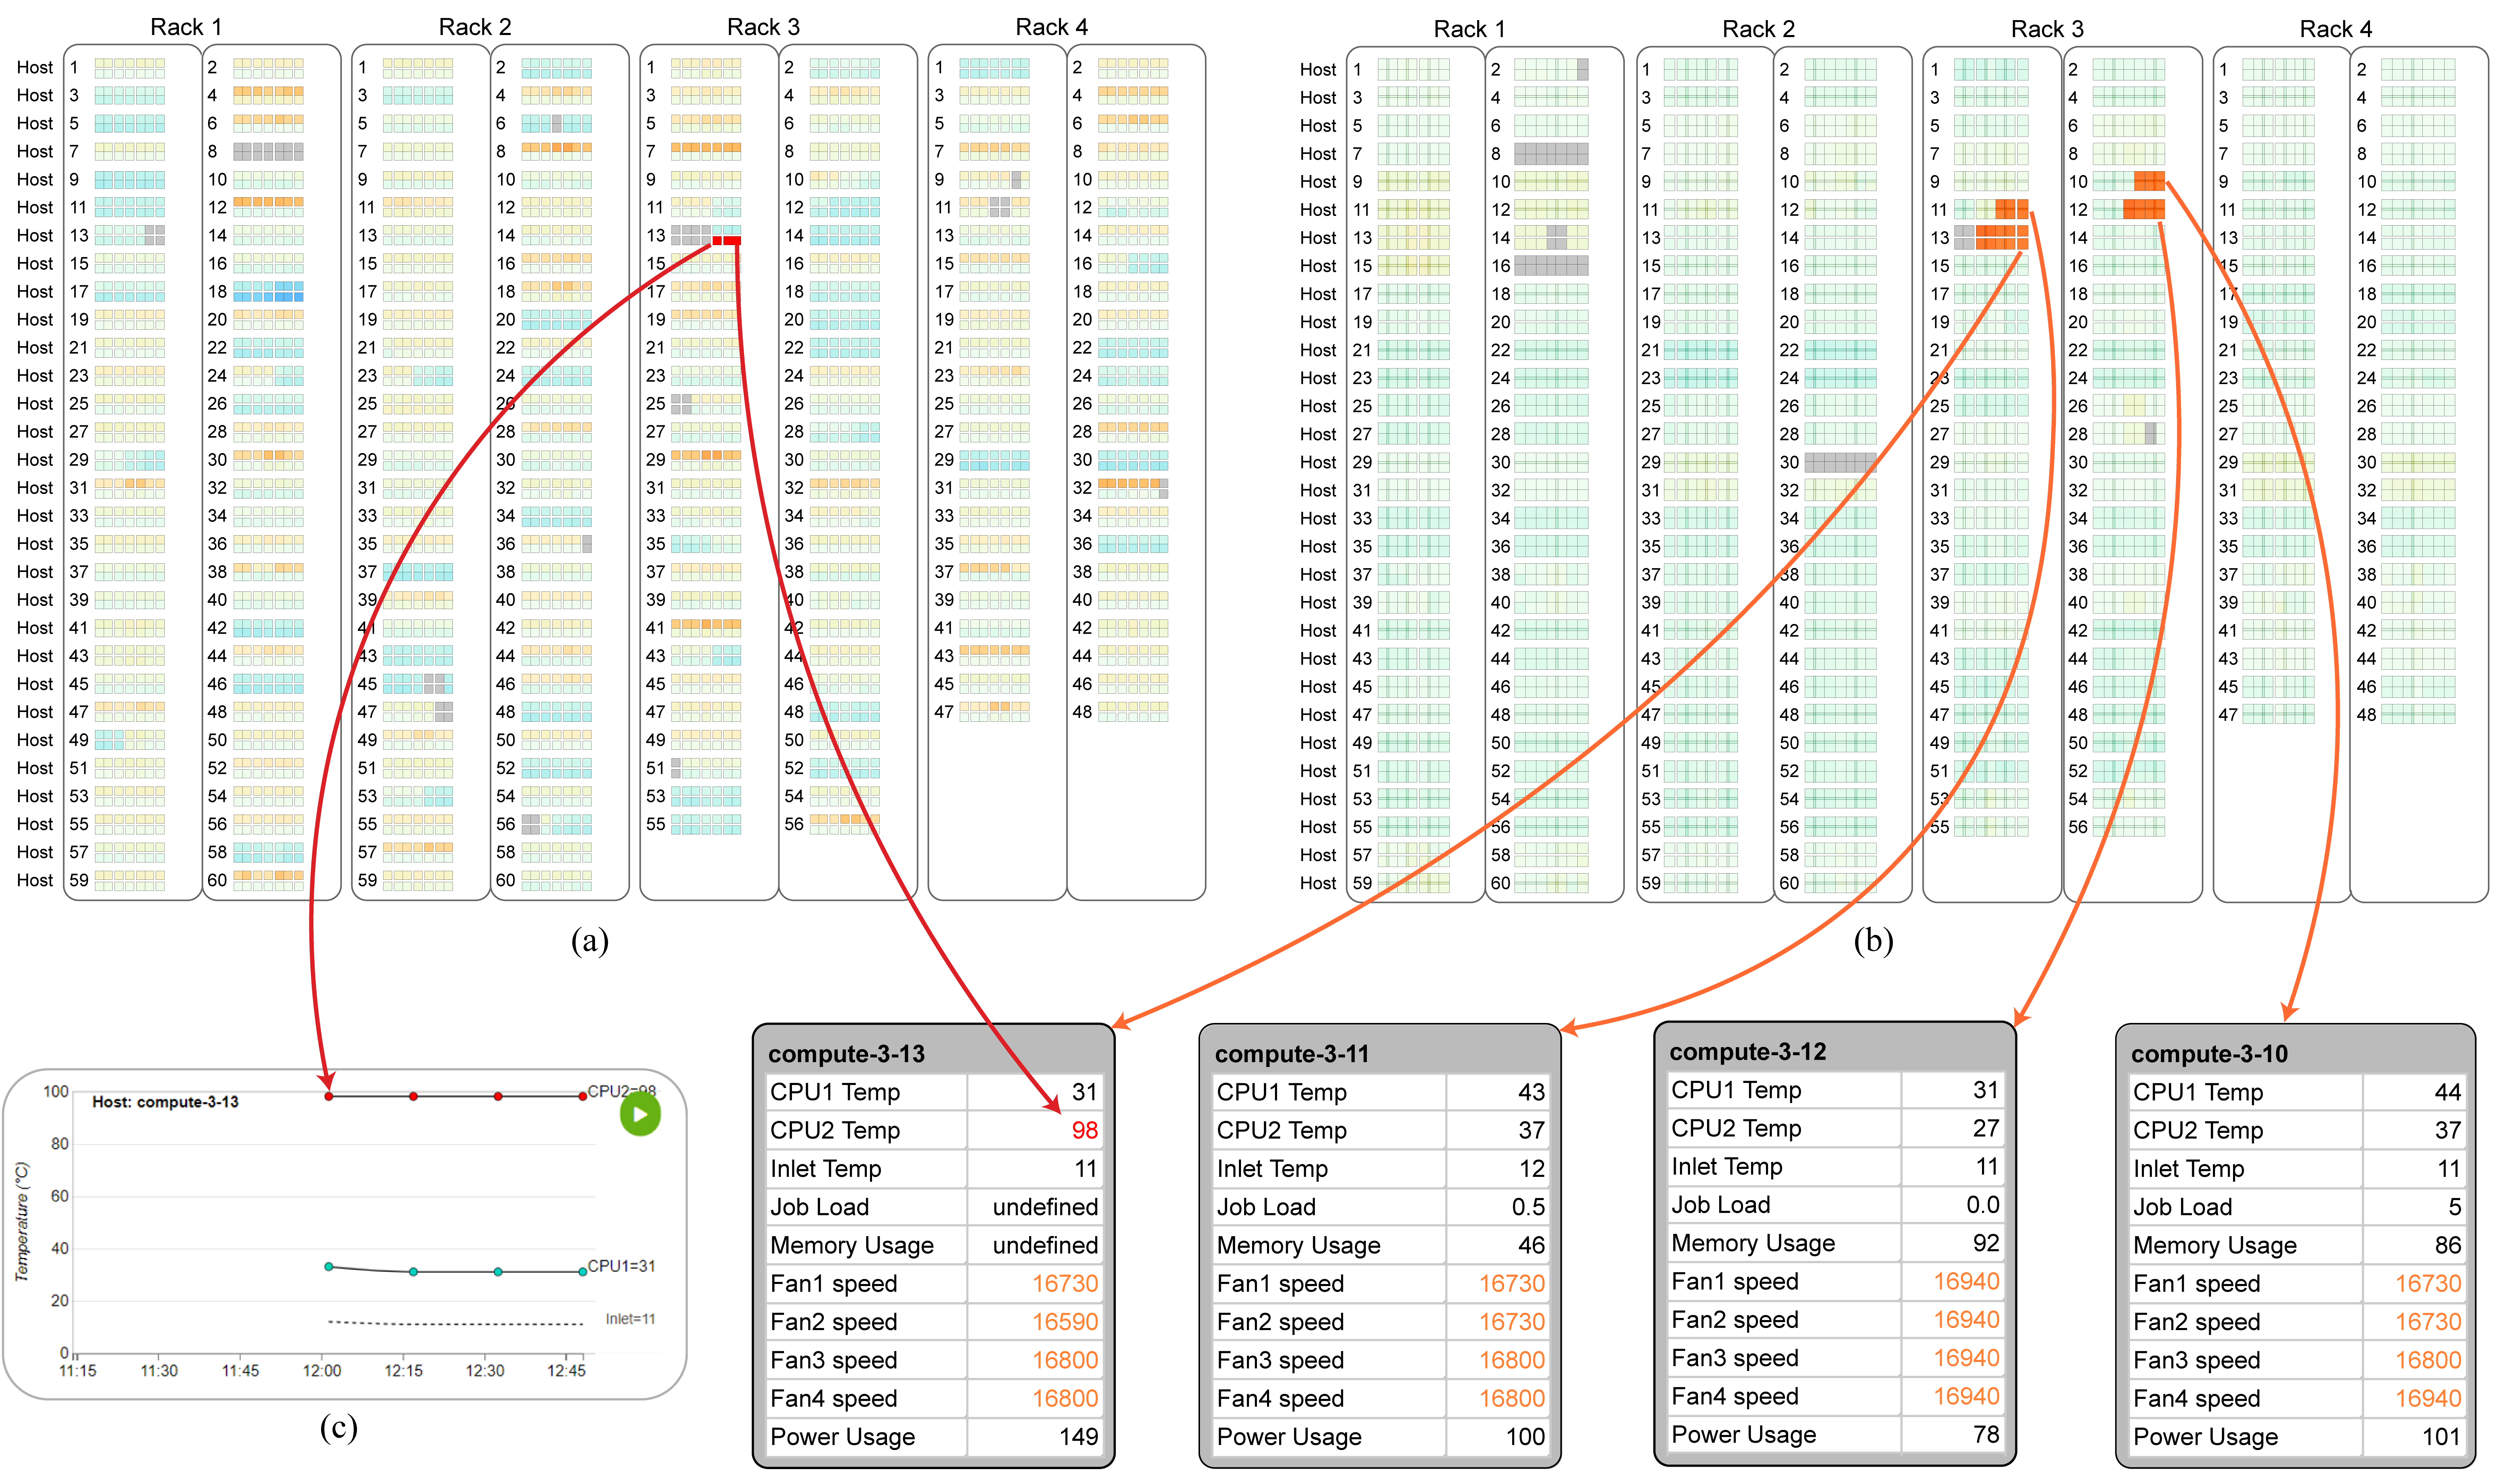 Rack 1 Rack 2 Rack 3 Rack 4
Host 1 2 1 2 1 2 1 2
Host 3 4 3 4 3 4 3 4
Host 5 6 5 6 5 6 5 6
Host 7 8 7 8 7 8 7 8
Host 9 10 9 10 9 10 9 10
Host 11 12 11 12 11 12 11 12
Host 13 14 13 14 13 14 13 14
Host 15 16 15 16 15 16 15 16
Host 17 18 17 18 17 18 17 18
Host 19 20 19 20 19 20 19 20
Host 21 22 21 22 21 22 21 22
Host 23 24 23 24 23 24 23 24
Host 25 26 25 26 25 26 25 26
Host 27 28 27 28 27 28 27 28
Host 29 30 29 30 29 30 29 30
Host 31 32 31 32 31 32 31 32
Host 33 34 33 34 33 34 33 34
Host 35 36 35 36 35 36 35 36
Host 37 38 37 38 37 38 37 38
Host 39 40 39 40 39 40 39 40
Host 41 42 41 42 41 42 41 42
Host 43 44 43 44 43 44 43 44
Host 45 46 45 46 45 46 45 46
Host 47 48 47 48 47 48 47 48
Host 49 50 49 50 49 50
Host 51 52 51 52 51 52
Host 53 54 53 54 53 54
Host 55 56 55 56 55 56
Host 57 58 57 58
Host 59 60 59 60
(a)
Rack 1 Rack 2 Rack 3 Rack 4
Host 1 2 1 2 1 2 1 2
Host 3 4 3 4 3 4 3 4
Host 5 6 5 6 5 6 5 6
Host 7 8 7 8 7 8 7 8
Host 9 10 9 10 9 10 9 10
Host 11 12 11 12 11 12 11 12
Host 13 14 13 14 13 14 13 14
Host 15 16 15 16 15 16 15 16
Host 17 18 17 18 17 18 17 18
Host 19 20 19 20 19 20 19 20
Host 21 22 21 22 21 22 21 22
Host 23 24 23 24 23 24 23 24
Host 25 26 25 26 25 26 25 26
Host 27 28 27 28 27 28 27 28
Host 29 30 29 30 29 30 29 30
Host 31 32 31 32 31 32 31 32
Host 33 34 33 34 33 34 33 34
Host 35 36 35 36 35 36 35 36
Host 37 38 37 38 37 38 37 38
Host 39 40 39 40 39 40 39 40
Host 41 42 41 42 41 42 41 42
Host 43 44 43 44 43 44 43 44
Host 45 46 45 46 45 46 45 46
Host 47 48 47 48 47 48 47 48
Host 49 50 49 50 49 50
Host 51 52 51 52 51 52
Host 53 54 53 54 53 54
Host 55 56 55 56 55 56
Host 57 58 57 58
Host 59 60 59 60
(b)
Host: compute-3-13
Temperature (°C)
100
80
60
40
20
0
CPU2=98
CPU1=31
Inlet=11
11:15 11:30 11:45 12:00 12:15 12:30 12:45
(c)
compute-3-13
CPU1 Temp 31
CPU2 Temp 98
Inlet Temp 11
Job Load undefined
Memory Usage undefined
Fan1 speed 16730
Fan2 speed 16590
Fan3 speed 16800
Fan4 speed 16800
Power Usage 149
compute-3-11
CPU1 Temp 43
CPU2 Temp 37
Inlet Temp 12
Job Load 0.5
Memory Usage 46
Fan1 speed 16730
Fan2 speed 16730
Fan3 speed 16800
Fan4 speed 16800
Power Usage 100
compute-3-12
CPU1 Temp 31
CPU2 Temp 27
Inlet Temp 11
Job Load 0.0
Memory Usage 92
Fan1 speed 16940
Fan2 speed 16940
Fan3 speed 16940
Fan4 speed 16940
Power Usage 78
compute-3-10
CPU1 Temp 44
CPU2 Temp 37
Inlet Temp 11
Job Load 5
Memory Usage 86
Fan1 speed 16730
Fan2 speed 16730
Fan3 speed 16800
Fan4 speed 16940
Power Usage 101